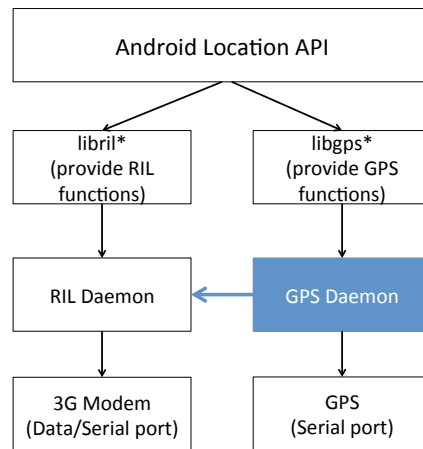 Android Location API
libril*
(provide RIL
functions)
libgps*
(provide GPS
functions)
RIL Daemon
GPS Daemon
3G Modem
(Data/Serial port)
GPS
(Serial port)